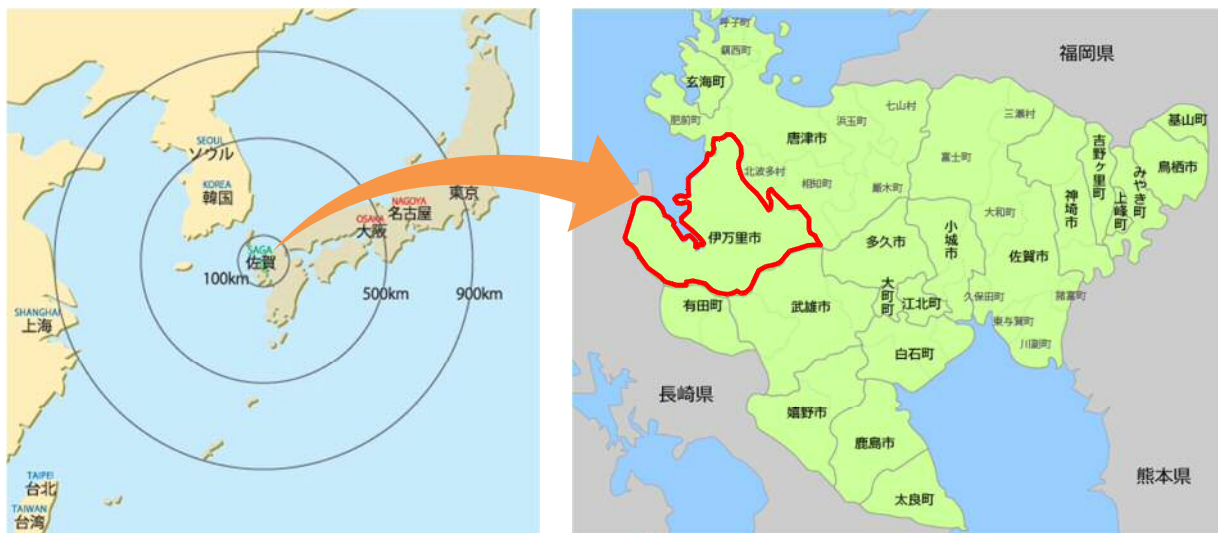 SEOUL
ソウル
KOREA
韓国
SAGA
佐賀
100km
OSAKA
大阪
NAGOYA
名古屋
東京
500km
900km
SHANGHAI
上海
TAIPEI
台北
TAIWAN
台湾
呼子町
鎮西町
玄海町
肥前町
唐津市
浜玉町
七山村
北波多村
相知町
厳木町
伊万里市
有田町
武雄市
多久市
大町町
江北町
白石町
小城市
富士町
三瀬村
大和町
佐賀市
久保田町
東与賀町
諸富町
川副町
神埼市
吉野ヶ里町
上峰町
みやき町
基山町
鳥栖市
嬉野市
鹿島市
太良町
福岡県
長崎県
熊本県